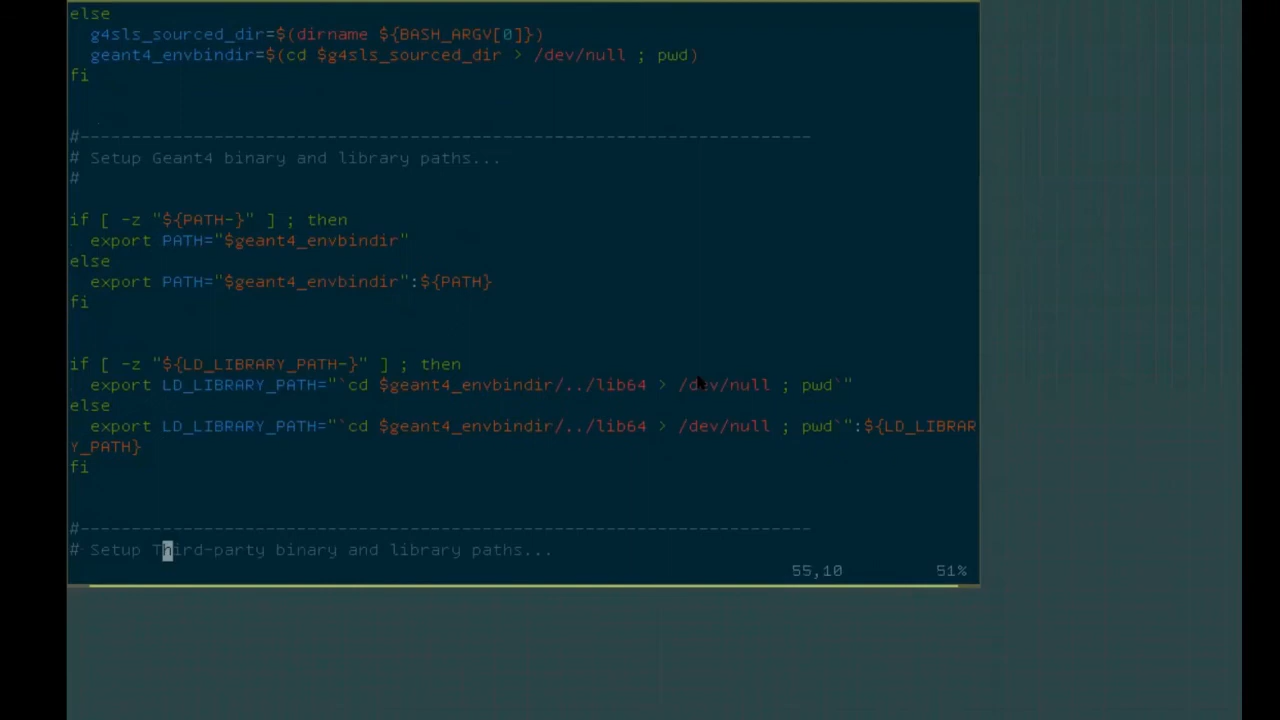 else
  g4sls_sourced_dir=$(dirname ${BASH_ARGV[0]})
  geant4_envbindir=$(cd $g4sls_sourced_dir > /dev/null ; pwd)
fi
#-----------------------------------------------------------------------
# Setup Geant4 binary and library paths...
#
if [ -z "${PATH-}" ] ; then
  export PATH="$geant4_envbindir"
else
  export PATH="$geant4_envbindir":${PATH}
fi
if [ -z "${LD_LIBRARY_PATH-}" ] ; then
  export LD_LIBRARY_PATH="`cd $geant4_envbindir/../lib64 > /dev/null ; pwd`"
else
  export LD_LIBRARY_PATH="`cd $geant4_envbindir/../lib64 > /dev/null ; pwd`":${LD_LIBRAR
Y_PATH}
fi
#-----------------------------------------------------------------------
# Setup Third-party binary and library paths...
55,10 51%